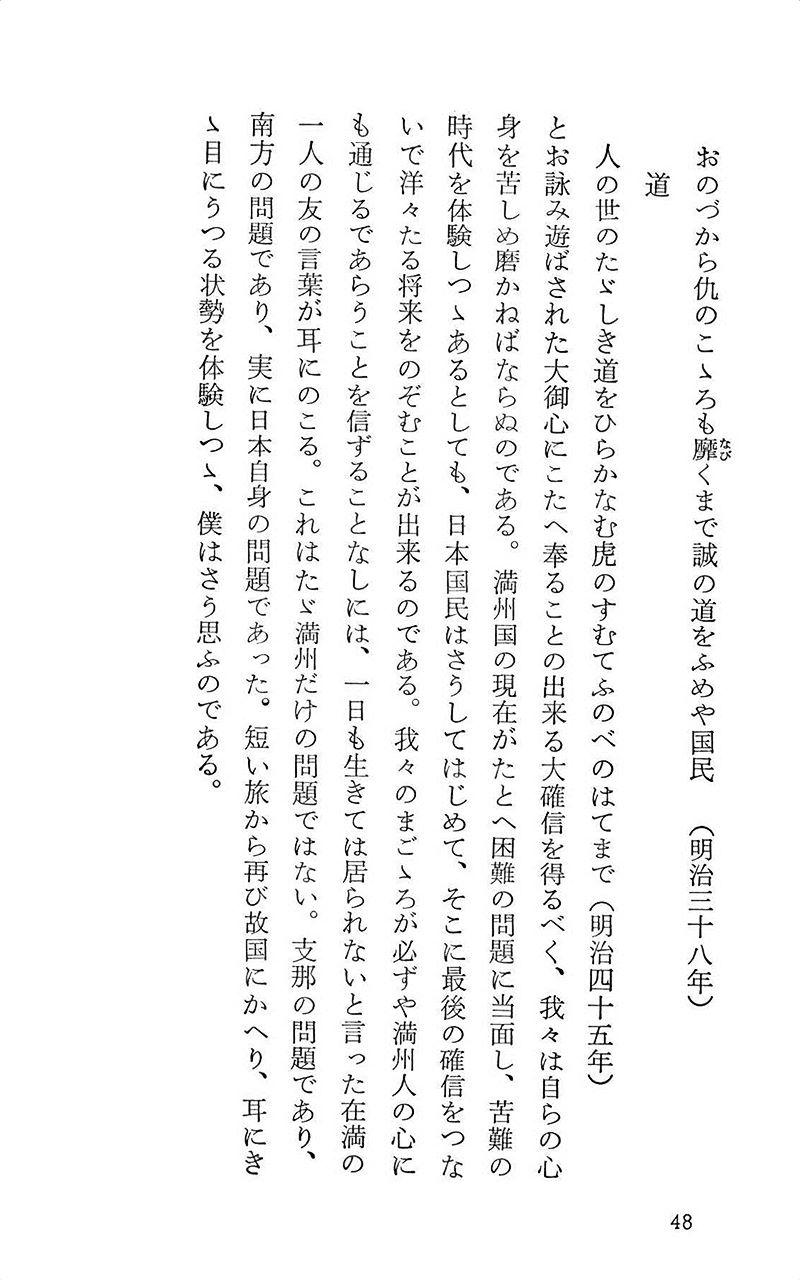 おのづから仇のこゝろも靡くまで誠の道をふめや国民　（明治三十八年）
なび
道
人の世のたゞしき道をひらかなむ虎のすむてふのべのはてまで（明治四十五年）
とお詠み遊ばされた大御心にこたへ奉ることの出来る大確信を得るべく、我々は自らの心
身を苦しめ磨かねばならぬのである。満州国の現在がたとへ困難の問題に当面し、苦難の
時代を体験しつゝあるとしても、日本国民はさうしてはじめて、そこに最後の確信をつな
いで洋々たる将来をのぞむことが出来るのである。我々のまごゝろが必ずや満州人の心に
も通じるであらうことを信ずることなしには、一日も生きては居られないと言った在満の
一人の友の言葉が耳にのこる。これはたゞ満州だけの問題ではない。支那の問題であり、
南方の問題であり、実に日本自身の問題であった。短い旅から再び故国にかへり、耳にき
ゝ目にうつる状勢を体験しつゝ、僕はさう思ふのである。
48